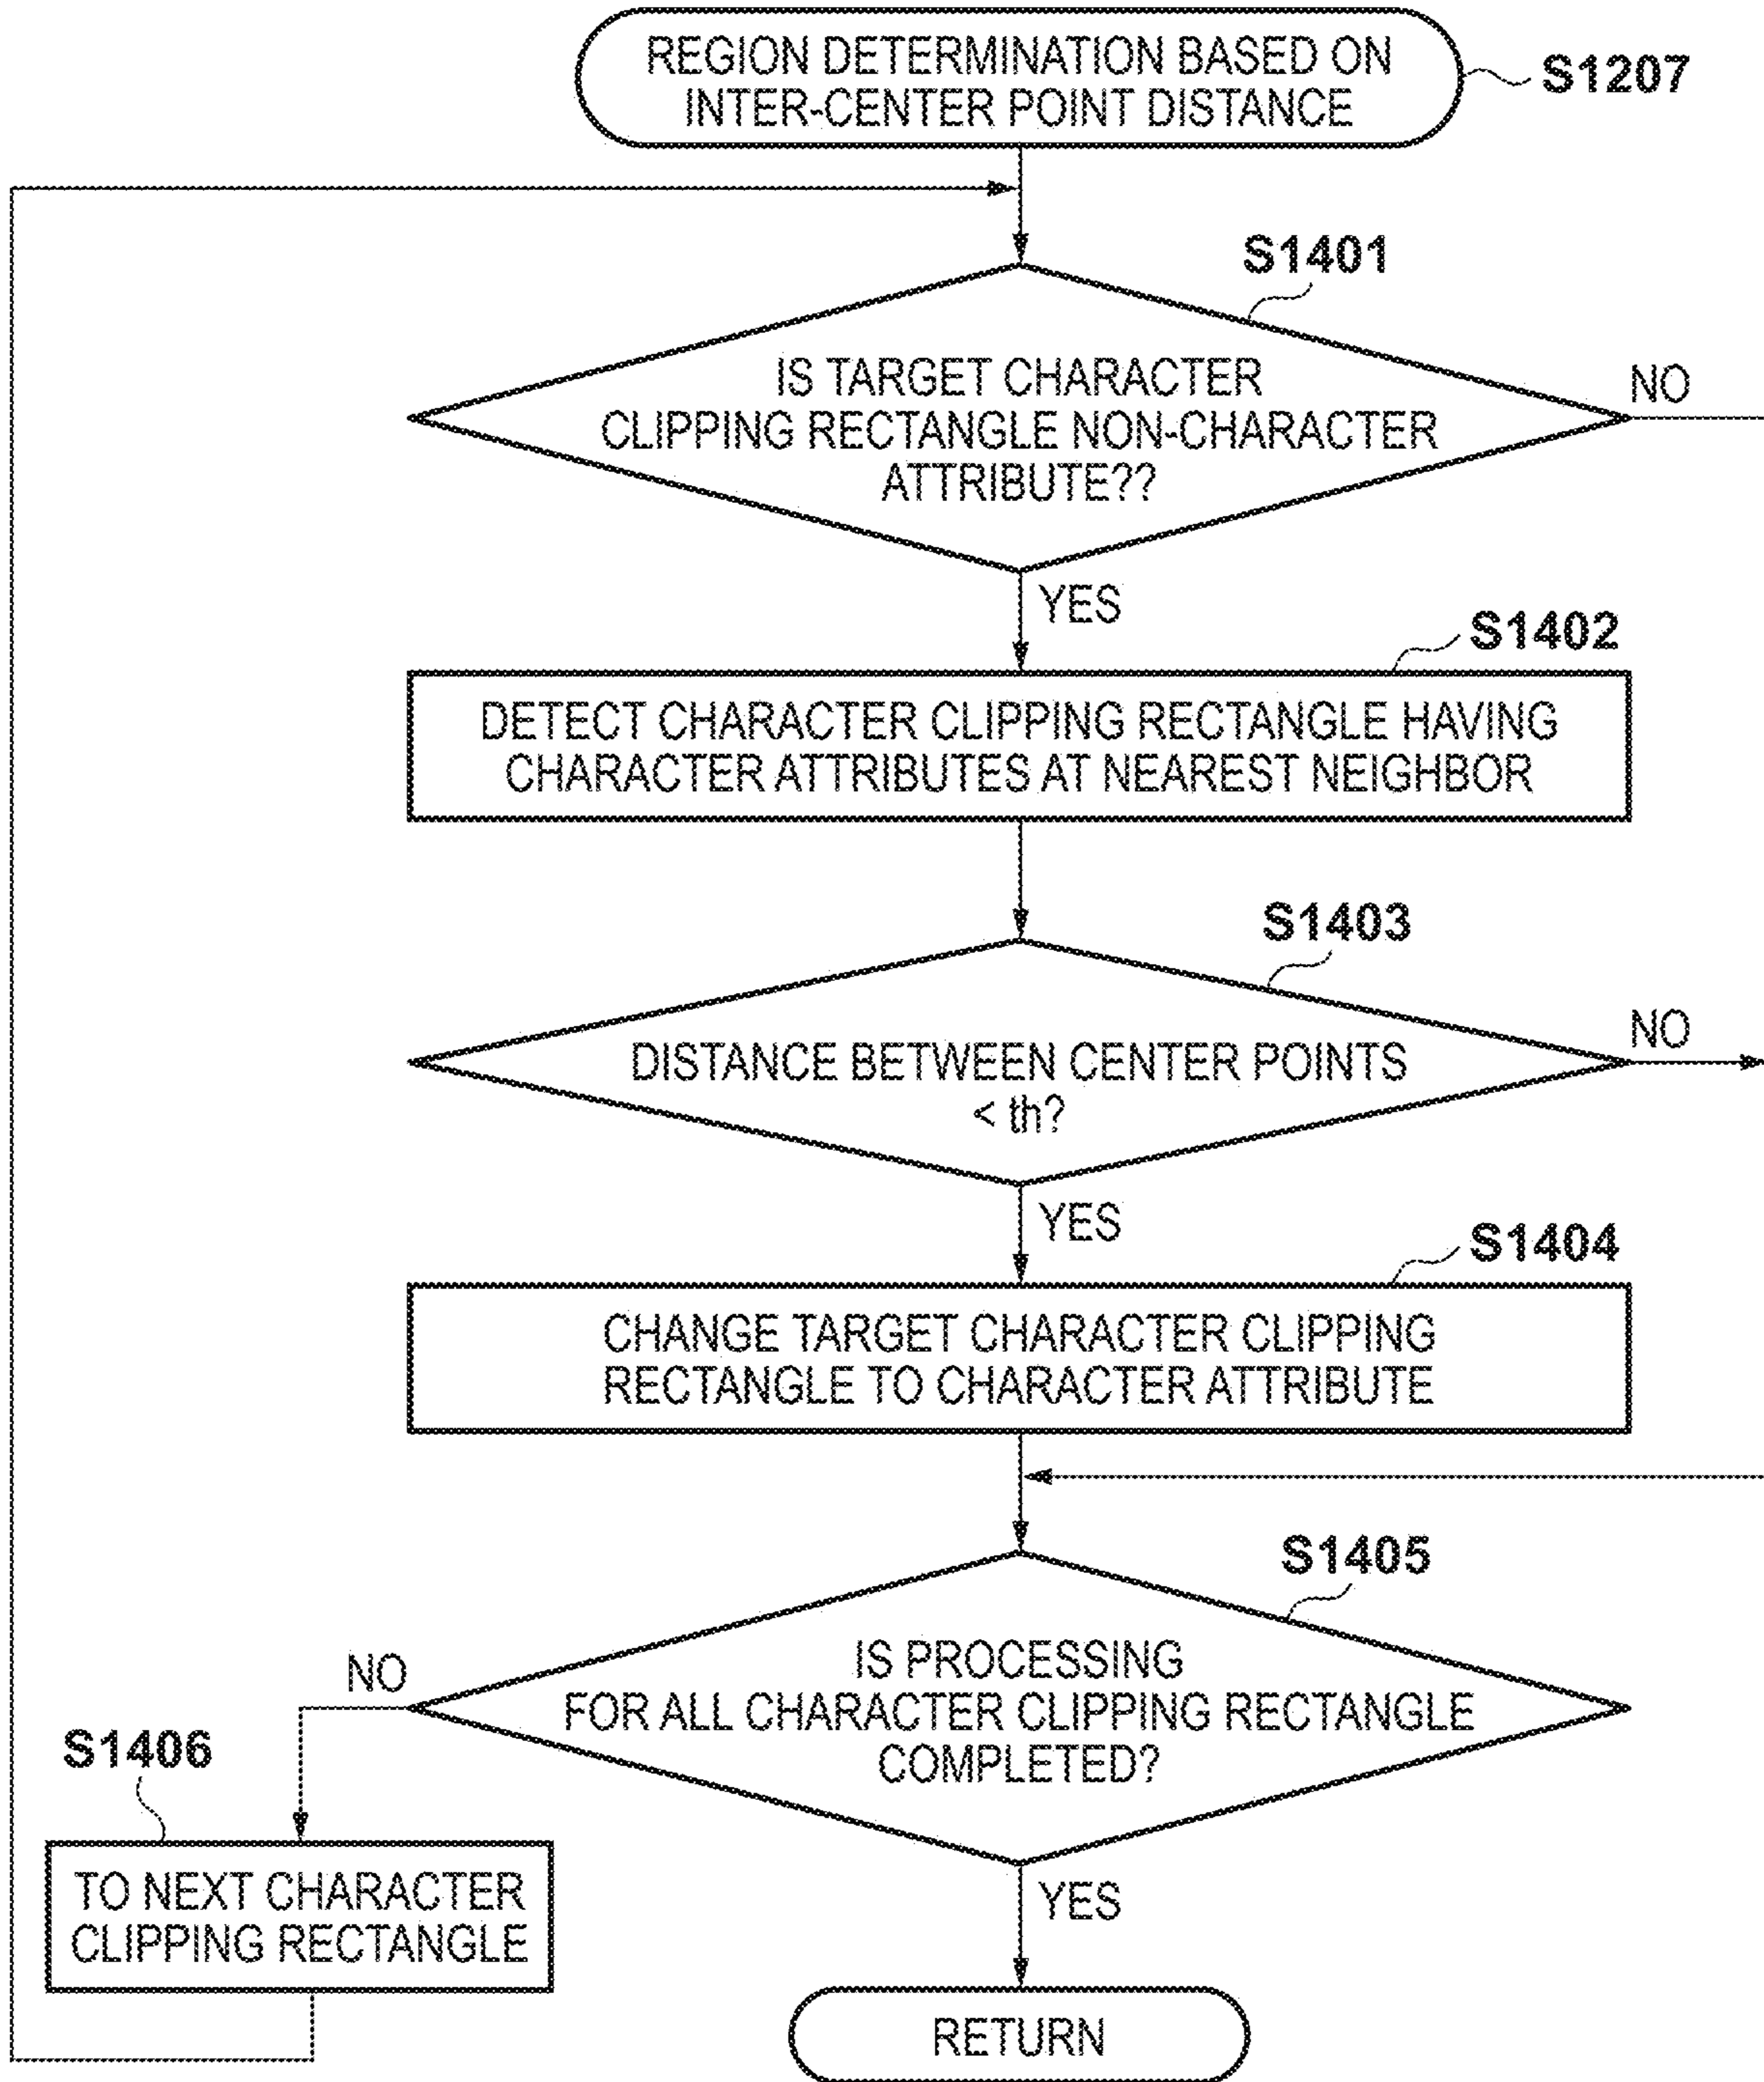 REGION DETERMINATION BASED ON
INTER-CENTER POINT DISTANCE
S1207
S1401
IS TARGET CHARACTER
CLIPPING RECTANGLE NON-CHARACTER
ATTRIBUTE??
NO
YES
S1402
DETECT CHARACTER CLIPPING RECTANGLE HAVING
CHARACTER ATTRIBUTES AT NEAREST NEIGHBOR
S1403
DISTANCE BETWEEN CENTER POINTS
< th?
NO
YES
S1404
CHANGE TARGET CHARACTER CLIPPING
RECTANGLE TO CHARACTER ATTRIBUTE
S1405
IS PROCESSING
FOR ALL CHARACTER CLIPPING RECTANGLE
COMPLETED?
NO
S1406
TO NEXT CHARACTER
CLIPPING RECTANGLE
YES
RETURN